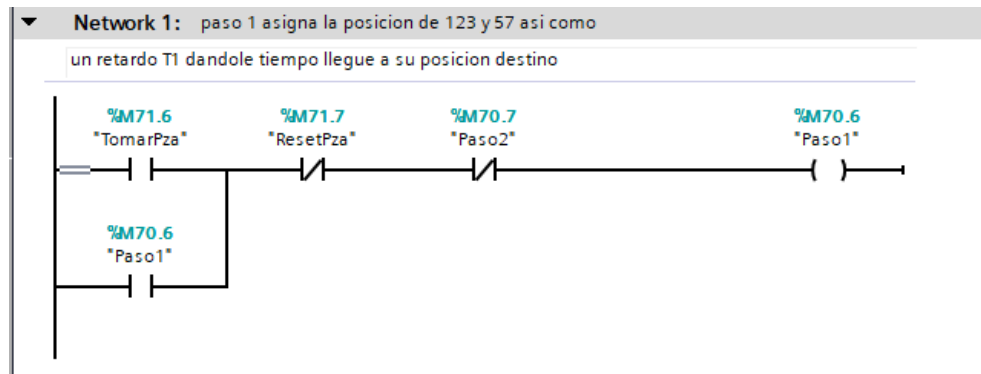 Network 1: paso 1 asigna la posicion de 123 y 57 asi como
un retardo T1 dandole tiempo llegue a su posicion destino
%M71.6 %M71.7 %M70.7 %M70.6
"TomarPza" "ResetPza" "Paso2" "Paso1"
%M70.6
"Paso1"